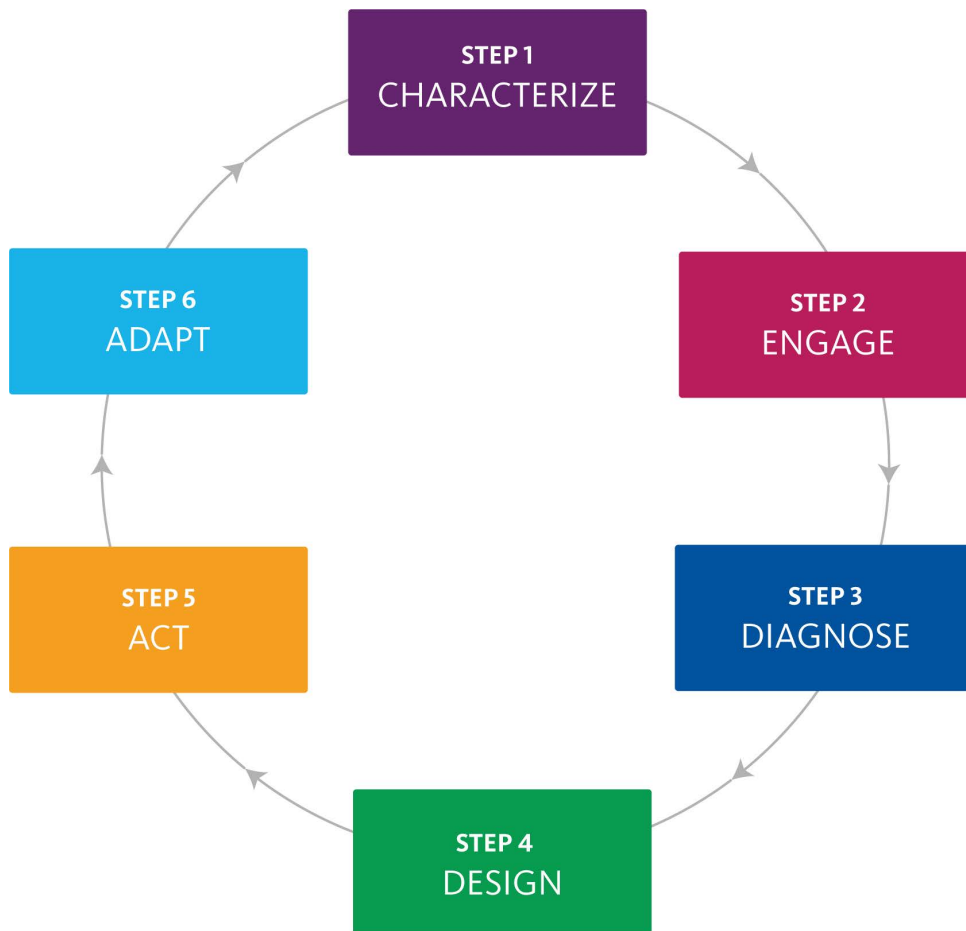 STEP 1
CHARACTERIZE
STEP 2
ENGAGE
STEP 3
DIAGNOSE
STEP 4
DESIGN
STEP 5
ACT
STEP 6
ADAPT